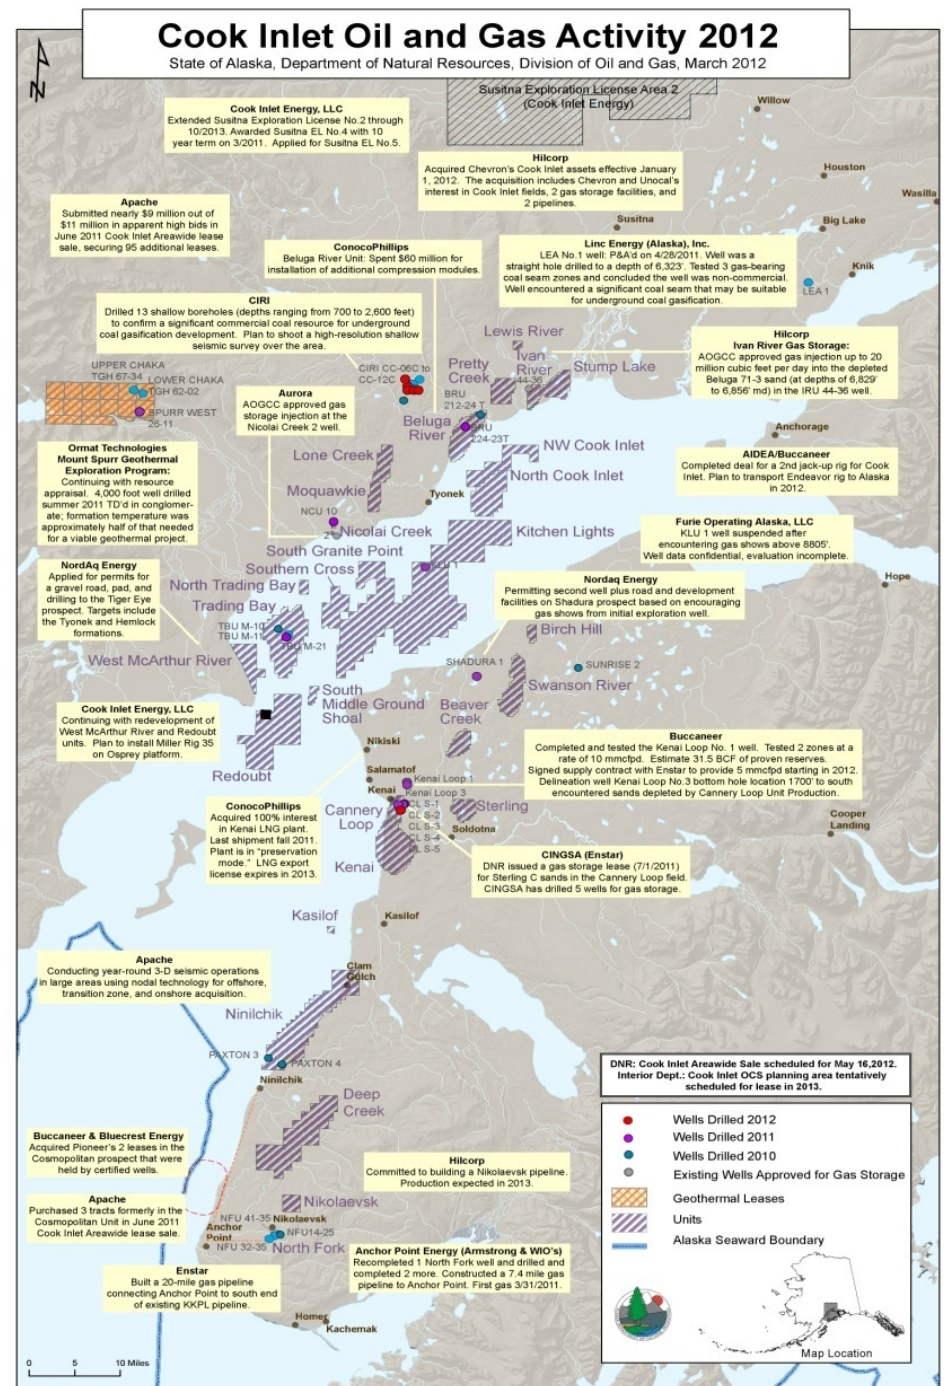 Cook Inlet Oil and Gas Activity 2012
State of Alaska, Department of Natural Resources, Division of Oil and Gas, March 2012
Susitna Exploration License Area 2
(Cook Inlet Energy)
Willow
Cook Inlet Energy, LLC
Extended Susitna Exploration License No.2 through
10/2013. Awarded Susitna EL No.4 with 10
year term on 3/2011. Applied for Susitna EL No.5.
Hilcorp
Acquired Chevron's Cook Inlet assets effective January
1, 2012. The acquisition includes Chevron and Unocal's
interest in Cook Inlet fields, 2 gas storage facilities, and
2 pipelines.
Houston
Wasilla
Apache
Submitted nearly $9 million out of
$11 million in apparent high bids in
June 2011 Cook Inlet Areawide lease
sale, securing 95 additional leases.
Susitna
Big Lake
ConocoPhillips
Beluga River Unit: Spent $60 million for
installation of additional compression modules.
Linc Energy (Alaska), Inc.
LEA No.1 well: P&A'd on 4/28/2011. Well was a
straight hole drilled to a depth of 6,323'. Tested 3 gas-bearing
coal seam zones and concluded the well was non-commercial.
Well encountered a significant coal seam that may be suitable
for underground coal gasification.
Knik
LEA 1
CIRI
Drilled 13 shallow boreholes (depths ranging from 700 to 2,600 feet)
to confirm a significant commercial coal resource for underground
coal gasification development. Plan to shoot a high-resolution shallow
seismic survey over the area.
Lewis River
Hilcorp
Ivan River Gas Storage:
AOGCC approved gas injection up to 20
million cubic feet per day into the depleted
Beluga 71-3 sand (at depths of 6,829'
to 6,856' md) in the IRU 44-36 well.
Ivan
River
44-36
Stump Lake
Pretty
Creek
UPPER CHAKA
TGH 67-34
LOWER CHAKA
TGH 62-02
SPURR WEST
26-11
CIRI CC-06C to
CC-12C
BRU
212-24 T
Aurora
AOGCC approved gas
storage injection at the
Nicolai Creek 2 well.
Beluga
River
BRU
224-23T
Anchorage
Ormat Technologies
Mount Spurr Geothermal
Exploration Program:
Continuing with resource
appraisal. 4,000 foot well drilled
summer 2011 TD'd in conglomer-
ate; formation temperature was
approximately half of that needed
for a viable geothermal project.
Lone Creek
NW Cook Inlet
North Cook Inlet
AIDEA/Buccaneer
Completed deal for a 2nd jack-up rig for Cook
Inlet. Plan to transport Endeavor rig to Alaska
in 2012.
Moquawkie
Tyonek
NCU 10
2
Nicolai Creek
Kitchen Lights
Furie Operating Alaska, LLC
KLU 1 well suspended after
encountering gas shows above 8805'.
Well data confidential, evaluation incomplete.
South Granite Point
KLU 1
Southern Cross
North Trading Bay
NordAq Energy
Applied for permits for
a gravel road, pad, and
drilling to the Tiger Eye
prospect. Targets include
the Tyonek and Hemlock
formations.
Nordaq Energy
Permitting second well plus road and development
facilities on Shadura prospect based on encouraging
gas shows from initial exploration well.
Hope
Trading Bay
TBU M-10
TBU M-11
TBU M-21
Birch Hill
West McArthur River
SHADURA 1
SUNRISE 2
Swanson River
South
Middle Ground
Shoal
Beaver
Creek
Cook Inlet Energy, LLC
Continuing with redevelopment of
West McArthur River and Redoubt
units. Plan to install Miller Rig 35
on Osprey platform.
Redoubt
Nikiski
Salamatof
Buccaneer
Completed and tested the Kenai Loop No. 1 well. Tested 2 zones at a
rate of 10 mmcfpd. Estimate 31.5 BCF of proven reserves.
Signed supply contract with Enstar to provide 5 mmcfpd starting in 2012.
Delineation well Kenai Loop No.3 bottom hole location 1700' to south
encountered sands depleted by Cannery Loop Unit Production.
Kenai
Kenai Loop 1
Kenai Loop 3
ConocoPhillips
Acquired 100% interest
in Kenai LNG plant.
Last shipment fall 2011.
Plant is in "preservation
mode." LNG export
license expires in 2013.
Cannery
Loop
CL S-1
CL S-2
CL S-3
CL S-4
CL S-5
Sterling
Soldotna
Cooper
Landing
Kenai
CINGSA (Enstar)
DNR issued a gas storage lease (7/1/2011)
for Sterling C sands in the Cannery Loop field.
CINGSA has drilled 5 wells for gas storage.
Kasilof
Kasilof
Apache
Conducting year-round 3-D seismic operations
in large areas using nodal technology for offshore,
transition zone, and onshore acquisition.
Clam
Gulch
Ninilchik
PAXTON 3
PAXTON 4
Ninilchik
DNR: Cook Inlet Areawide Sale scheduled for May 16,2012.
Interior Dept.: Cook Inlet OCS planning area tentatively
scheduled for lease in 2013.
Deep
Creek
Buccaneer & Bluecrest Energy
Acquired Pioneer's 2 leases in the
Cosmopolitan prospect that were
held by certified wells.
Hilcorp
Committed to building a Nikolaevsk pipeline.
Production expected in 2013.
Apache
Purchased 3 tracts formerly in the
Cosmopolitan Unit in June 2011
Cook Inlet Areawide lease sale.
Nikolaevsk
NFU 41-35
Nikolaevsk
Anchor
Point
NFU14-25
NFU 32-35
North Fork
Anchor Point Energy (Armstrong & WIO's)
Recompleted 1 North Fork well and drilled and
completed 2 more. Constructed a 7.4 mile gas
pipeline to Anchor Point. First gas 3/31/2011.
Enstar
Built a 20-mile gas pipeline
connecting Anchor Point to south end
of existing KKPL pipeline.
Homer
Kachemak
0 5 10 Miles
Wells Drilled 2012
Wells Drilled 2011
Wells Drilled 2010
Existing Wells Approved for Gas Storage
Geothermal Leases
Units
Alaska Seaward Boundary
Map Location